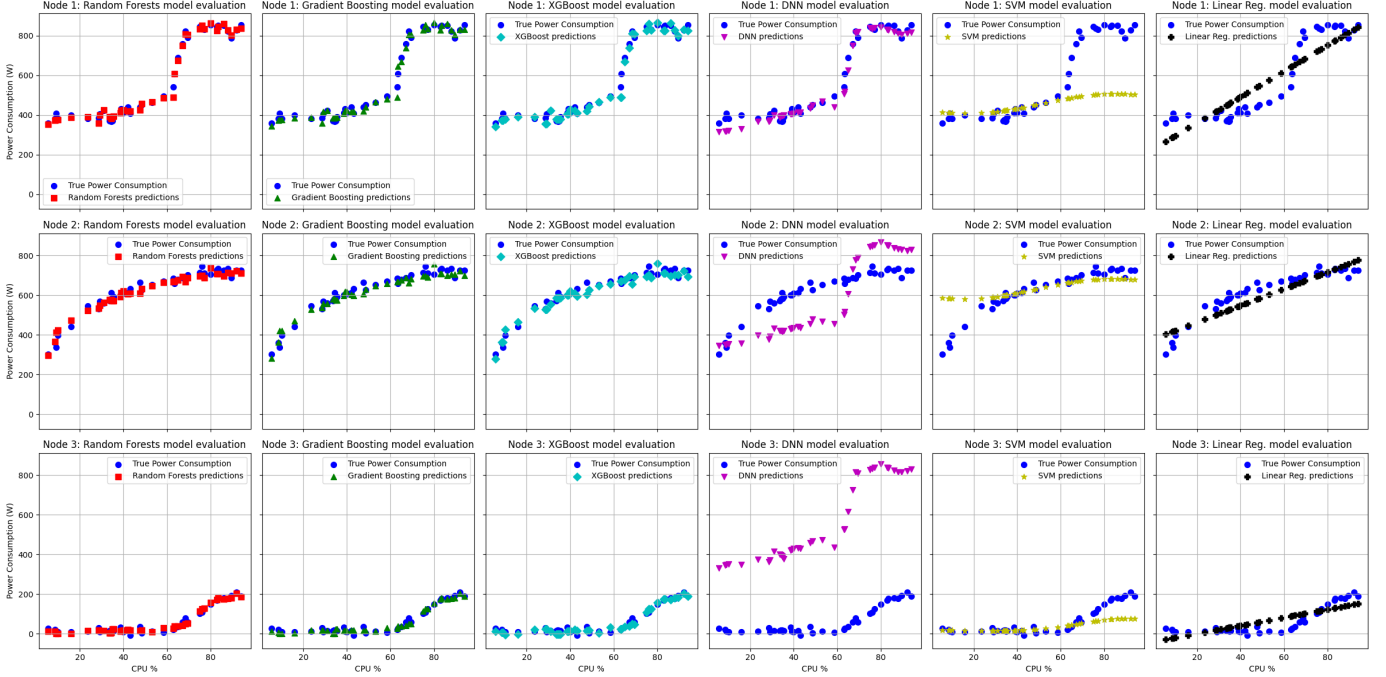 Node 1: Random Forests model evaluation
Node 1: Gradient Boosting model evaluation
Node 1: XGBoost model evaluation
Node 1: DNN model evaluation
Node 1: SVM model evaluation
Node 1: Linear Reg. model evaluation
Power Consumption (W)
800
600
400
200
0
True Power Consumption
Random Forests predictions
True Power Consumption
Gradient Boosting predictions
True Power Consumption
XGBoost predictions
True Power Consumption
DNN predictions
True Power Consumption
SVM predictions
True Power Consumption
Linear Reg. predictions
Node 2: Random Forests model evaluation
Node 2: Gradient Boosting model evaluation
Node 2: XGBoost model evaluation
Node 2: DNN model evaluation
Node 2: SVM model evaluation
Node 2: Linear Reg. model evaluation
Power Consumption (W)
800
600
400
200
0
True Power Consumption
Random Forests predictions
True Power Consumption
Gradient Boosting predictions
True Power Consumption
XGBoost predictions
True Power Consumption
DNN predictions
True Power Consumption
SVM predictions
True Power Consumption
Linear Reg. predictions
Node 3: Random Forests model evaluation
Node 3: Gradient Boosting model evaluation
Node 3: XGBoost model evaluation
Node 3: DNN model evaluation
Node 3: SVM model evaluation
Node 3: Linear Reg. model evaluation
Power Consumption (W)
800
600
400
200
0
True Power Consumption
Random Forests predictions
True Power Consumption
Gradient Boosting predictions
True Power Consumption
XGBoost predictions
True Power Consumption
DNN predictions
True Power Consumption
SVM predictions
True Power Consumption
Linear Reg. predictions
20 40 60 80
20 40 60 80
20 40 60 80
20 40 60 80
20 40 60 80
20 40 60 80
CPU %
CPU %
CPU %
CPU %
CPU %
CPU %